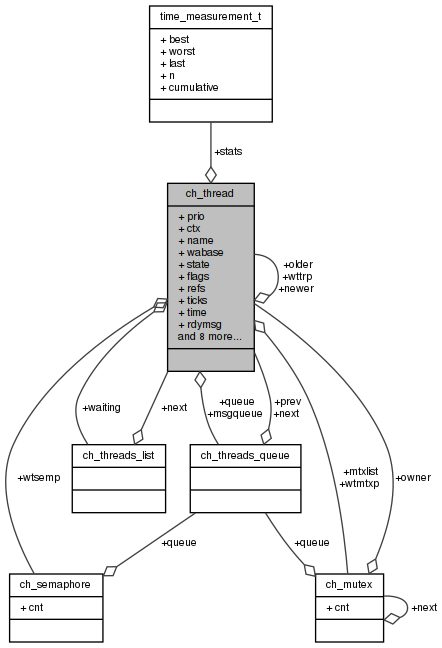 time_measurement_t
+ best
+ worst
+ last
+ n
+ cumulative
+stats
ch_thread
+ prio
+ ctx
+ name
+ wabase
+ state
+ flags
+ refs
+ ticks
+ time
+ rdymsg
and 8 more...
+older
+wttrp
+newer
+waiting
+next
+queue
+msgqueue
+prev
+next
ch_threads_list
ch_threads_queue
+wtsemp
+mtxlist
+wtmtxp
+owner
+queue
+queue
ch_semaphore
+ cnt
ch_mutex
+ cnt
+next